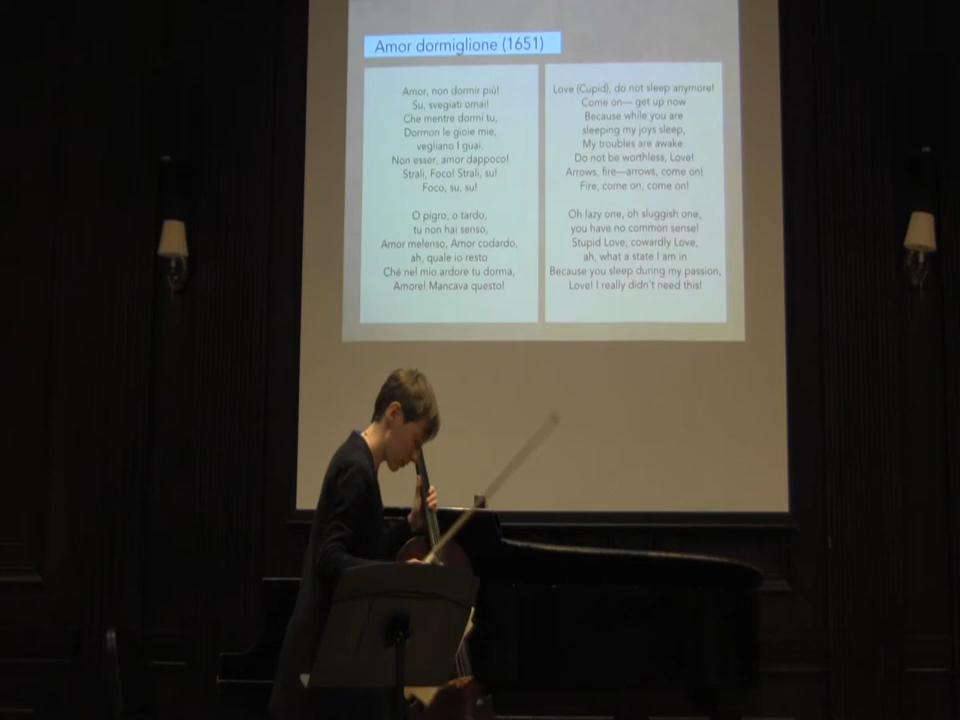 Amor dormiglione (1651)
Amor, non dormir più!
Su, svegiati omai!
Che mentre dormi tu,
Dormon le gioie mie,
vegliano I guai.
Non esser, amor dappoco!
Strali, Foco! Strali, su!
Foco, su, su!
O pigro, o tardo,
tu non hai senso,
Amor melenso, Amor codardo,
ah, quale io resto
Ché nel mio ardore tu dorma,
Amore! Mancava questo!
Love (Cupid), do not sleep anymore!
Come on— get up now
Because while you are
sleeping my joys sleep,
My troubles are awake.
Do not be worthless, Love!
Arrows, fire—arrows, come on!
Fire, come on, come on!
Oh lazy one, oh sluggish one,
you have no common sense!
Stupid Love, cowardly Love,
ah, what a state I am in
Because you sleep during my passion,
Love! I really didn't need this!